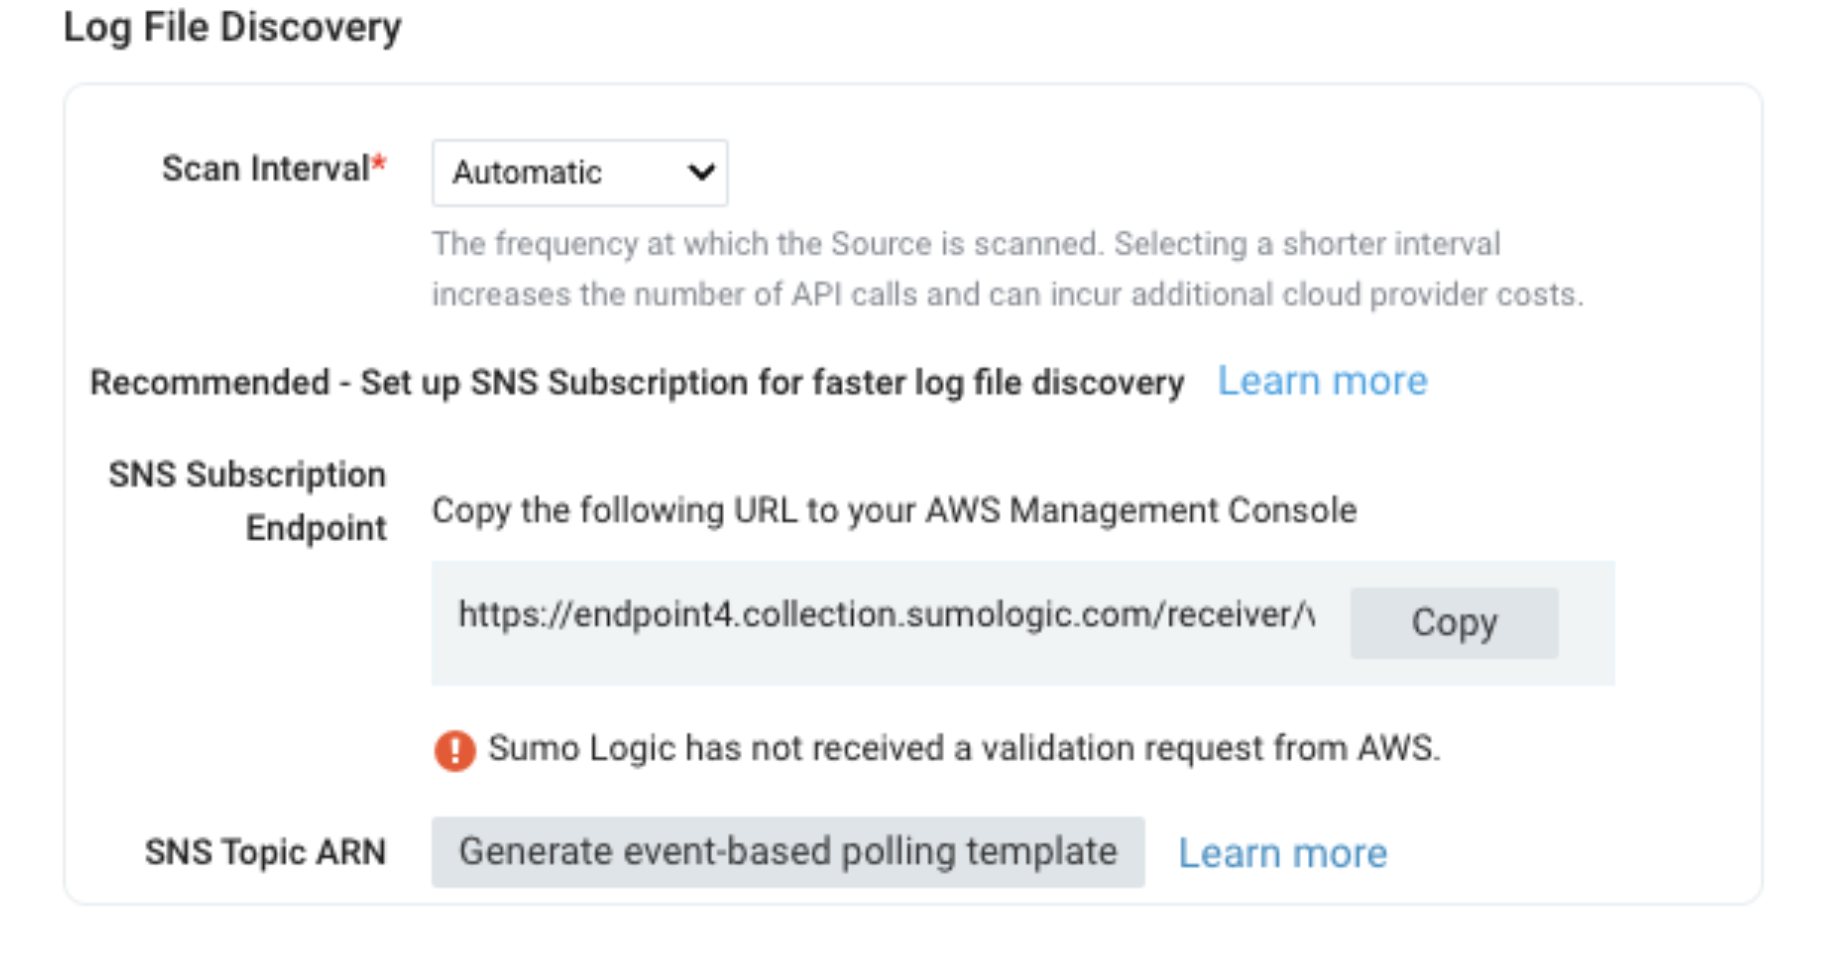 Log File Discovery
Scan Interval*
Automatic
The frequency at which the Source is scanned. Selecting a shorter interval
increases the number of API calls and can incur additional cloud provider costs.
Recommended - Set up SNS Subscription for faster log file discovery Learn more
SNS Subscription
Endpoint
Copy the following URL to your AWS Management Console
https://endpoint4.collection.sumologic.com/receiver/
Copy
Sumo Logic has not received a validation request from AWS.
SNS Topic ARN
Generate event-based polling template
Learn more